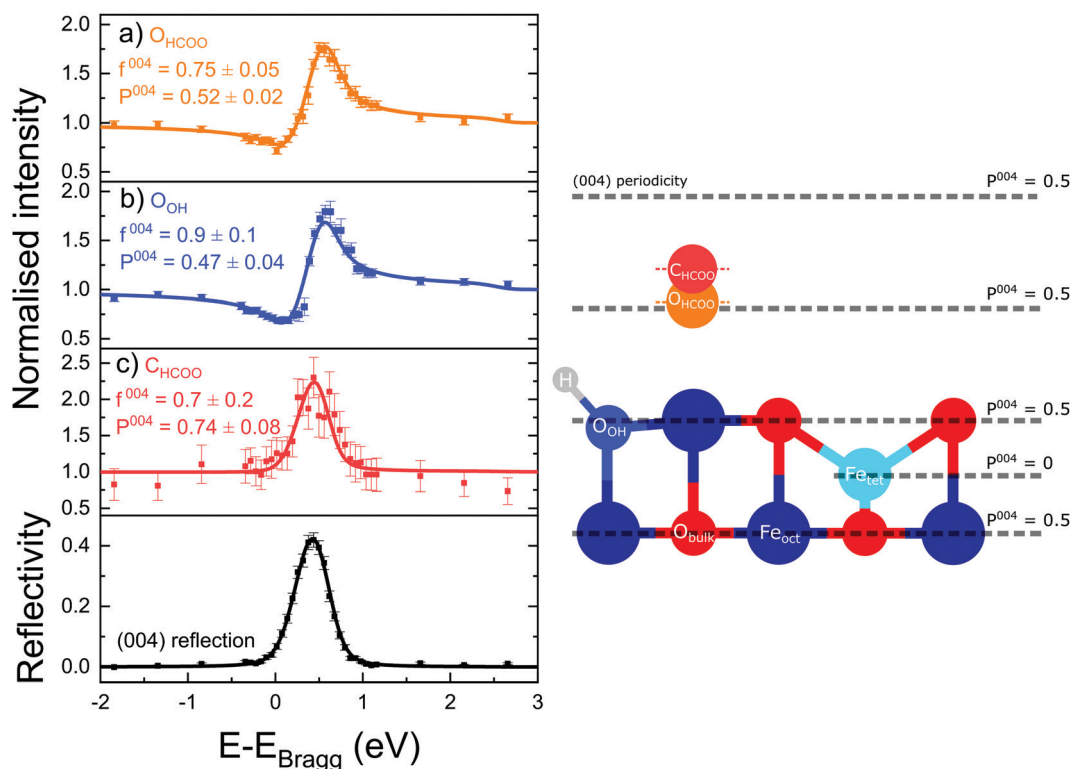 Normalised intensity
2.0
1.5
1.0
0.5
a) O_HCOO
f^004 = 0.75 ± 0.05
P^004 = 0.52 ± 0.02
2.0
1.5
1.0
0.5
b) O_OH
f^004 = 0.9 ± 0.1
P^004 = 0.47 ± 0.04
2.5
2.0
1.5
1.0
0.5
c) C_HCOO
f^004 = 0.7 ± 0.2
P^004 = 0.74 ± 0.08
Reflectivity
0.4
0.2
0.0
(004) reflection
-2 -1 0 1 2 3
E-E_Bragg (eV)
(004) periodicity
P^004 = 0.5
C_HCOO
O_HCOO
P^004 = 0.5
H
O_OH
P^004 = 0.5
Fe_tet
P^004 = 0
O_bulk
Fe_oct
P^004 = 0.5